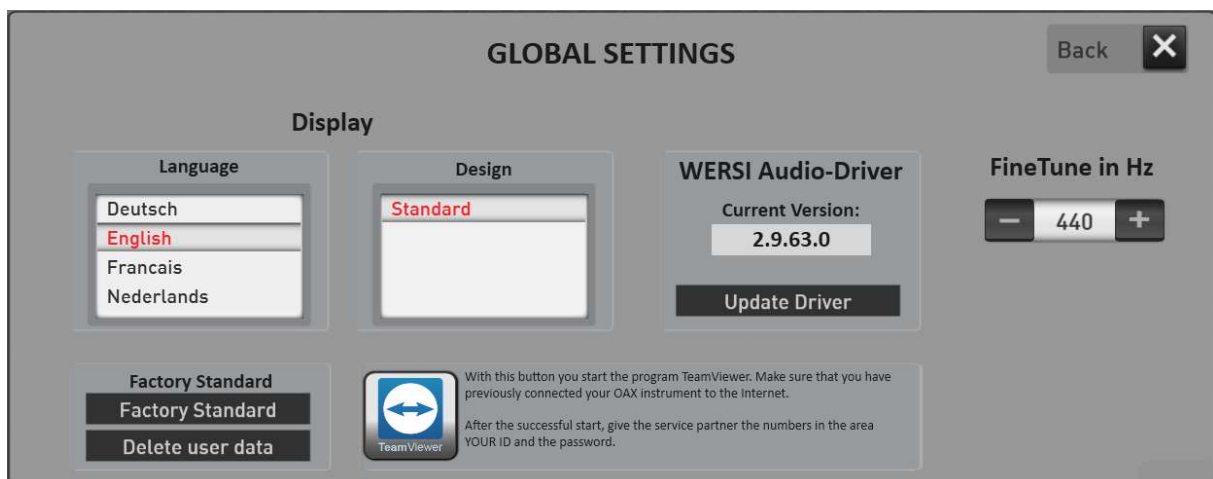 GLOBAL SETTINGS
Back
Display
Language
Deutsch
English
Francais
Nederlands
Design
Standard
WERSI Audio-Driver
Current Version:
2.9.63.0
Update Driver
FineTune in Hz
440
Factory Standard
Factory Standard
Delete user data
TeamViewer
With this button you start the program TeamViewer. Make sure that you have
previously connected your OAX instrument to the Internet.
After the successful start, give the service partner the numbers in the area
YOUR ID and the password.